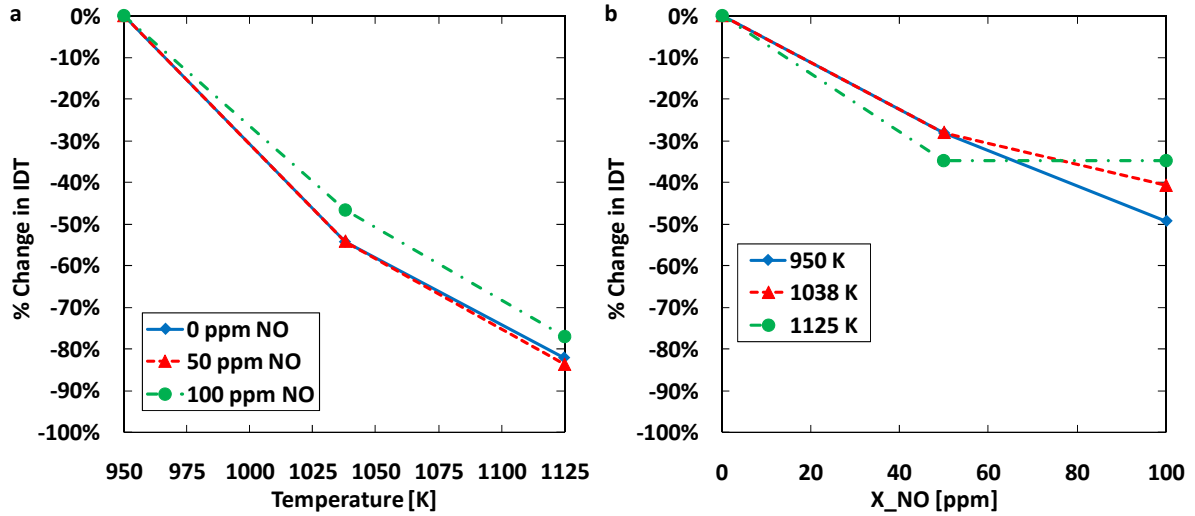 a
0%
-10%
-20%
-30%
-40%
-50%
-60%
-70%
-80%
-90%
-100%
% Change in IDT
0 ppm NO
50 ppm NO
100 ppm NO
950 975 1000 1025 1050 1075 1100 1125
Temperature [K]
b
0%
-10%
-20%
-30%
-40%
-50%
-60%
-70%
-80%
-90%
-100%
% Change in IDT
950 K
1038 K
1125 K
0 20 40 60 80 100
X_NO [ppm]